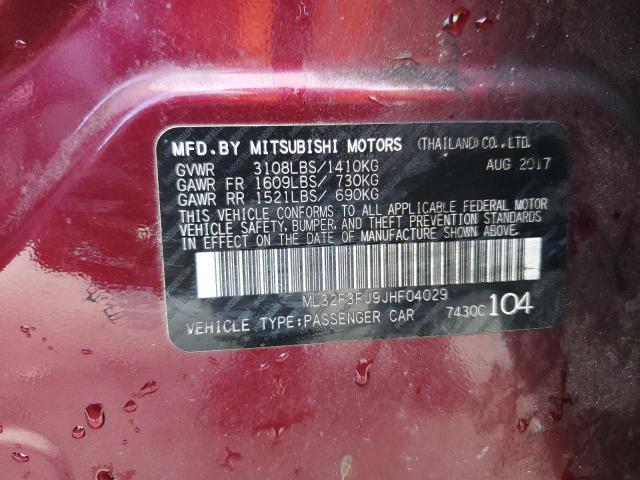 MFD.BY MITSUBISHI MOTORS (THAILAND) CO.,LTD.
GVWR 3108LBS/1410KG AUG 2017
GAWR FR 1609LBS/ 730KG
GAWR RR 1521LBS/ 690KG
THIS VEHICLE CONFORMS TO ALL APPLICABLE FEDERAL MOTOR
VEHICLE SAFETY, BUMPER, AND THEFT PREVENTION STANDARDS
IN EFFECT ON THE DATE OF MANUFACTURE SHOWN ABOVE.
ML32F3FJ9JHF04029
VEHICLE TYPE:PASSENGER CAR 7430C 104